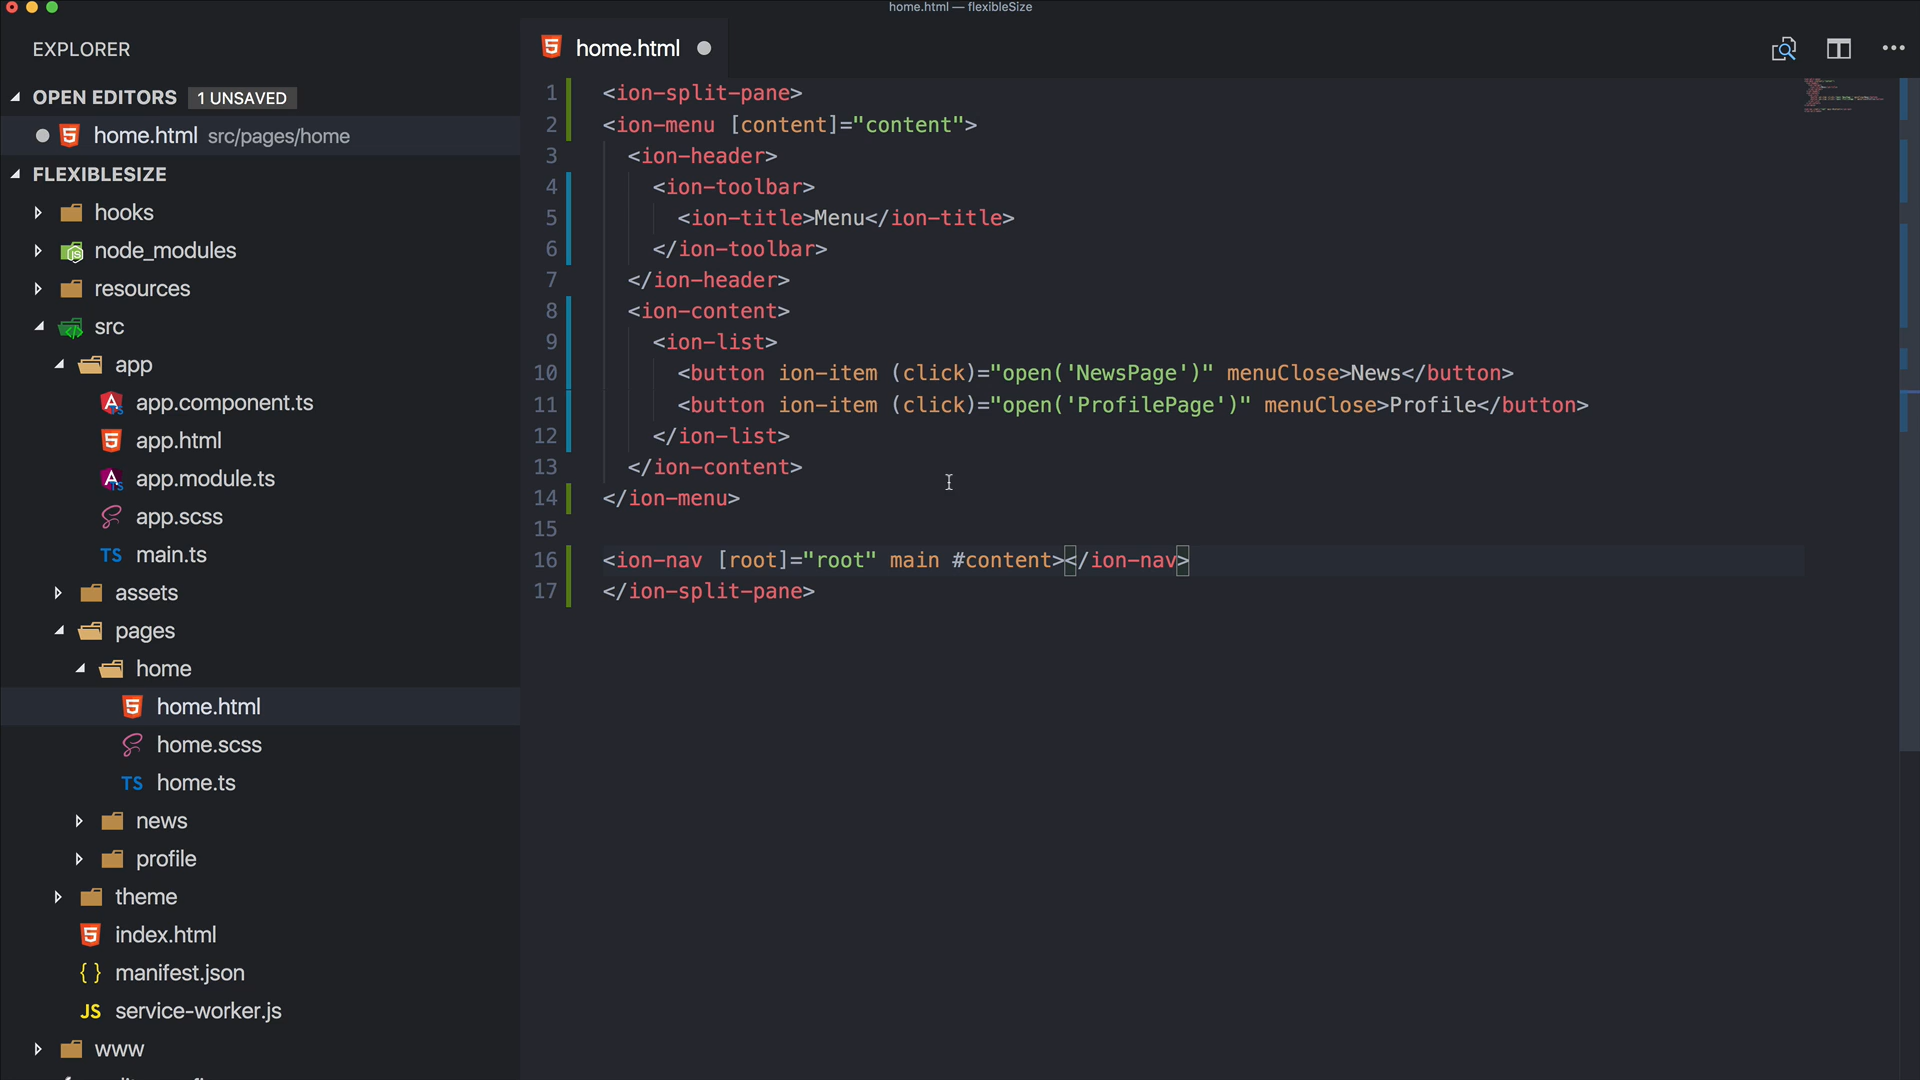 home.html — flexibleSize
EXPLORER
OPEN EDITORS 1 UNSAVED
home.html src/pages/home
FLEXIBLESIZE
hooks
node_modules
resources
src
app
app.component.ts
app.html
app.module.ts
app.scss
TS main.ts
assets
pages
home
home.html
home.scss
TS home.ts
news
profile
theme
index.html
{ } manifest.json
JS service-worker.js
www
home.html
1 <ion-split-pane>
2 <ion-menu [content]="content">
3 <ion-header>
4 <ion-toolbar>
5 <ion-title>Menu</ion-title>
6 </ion-toolbar>
7 </ion-header>
8 <ion-content>
9 <ion-list>
10 <button ion-item (click)="open('NewsPage')" menuClose>News</button>
11 <button ion-item (click)="open('ProfilePage')" menuClose>Profile</button>
12 </ion-list>
13 </ion-content>
14 </ion-menu>
15
16 <ion-nav [root]="root" main #content></ion-nav>
17 </ion-split-pane>